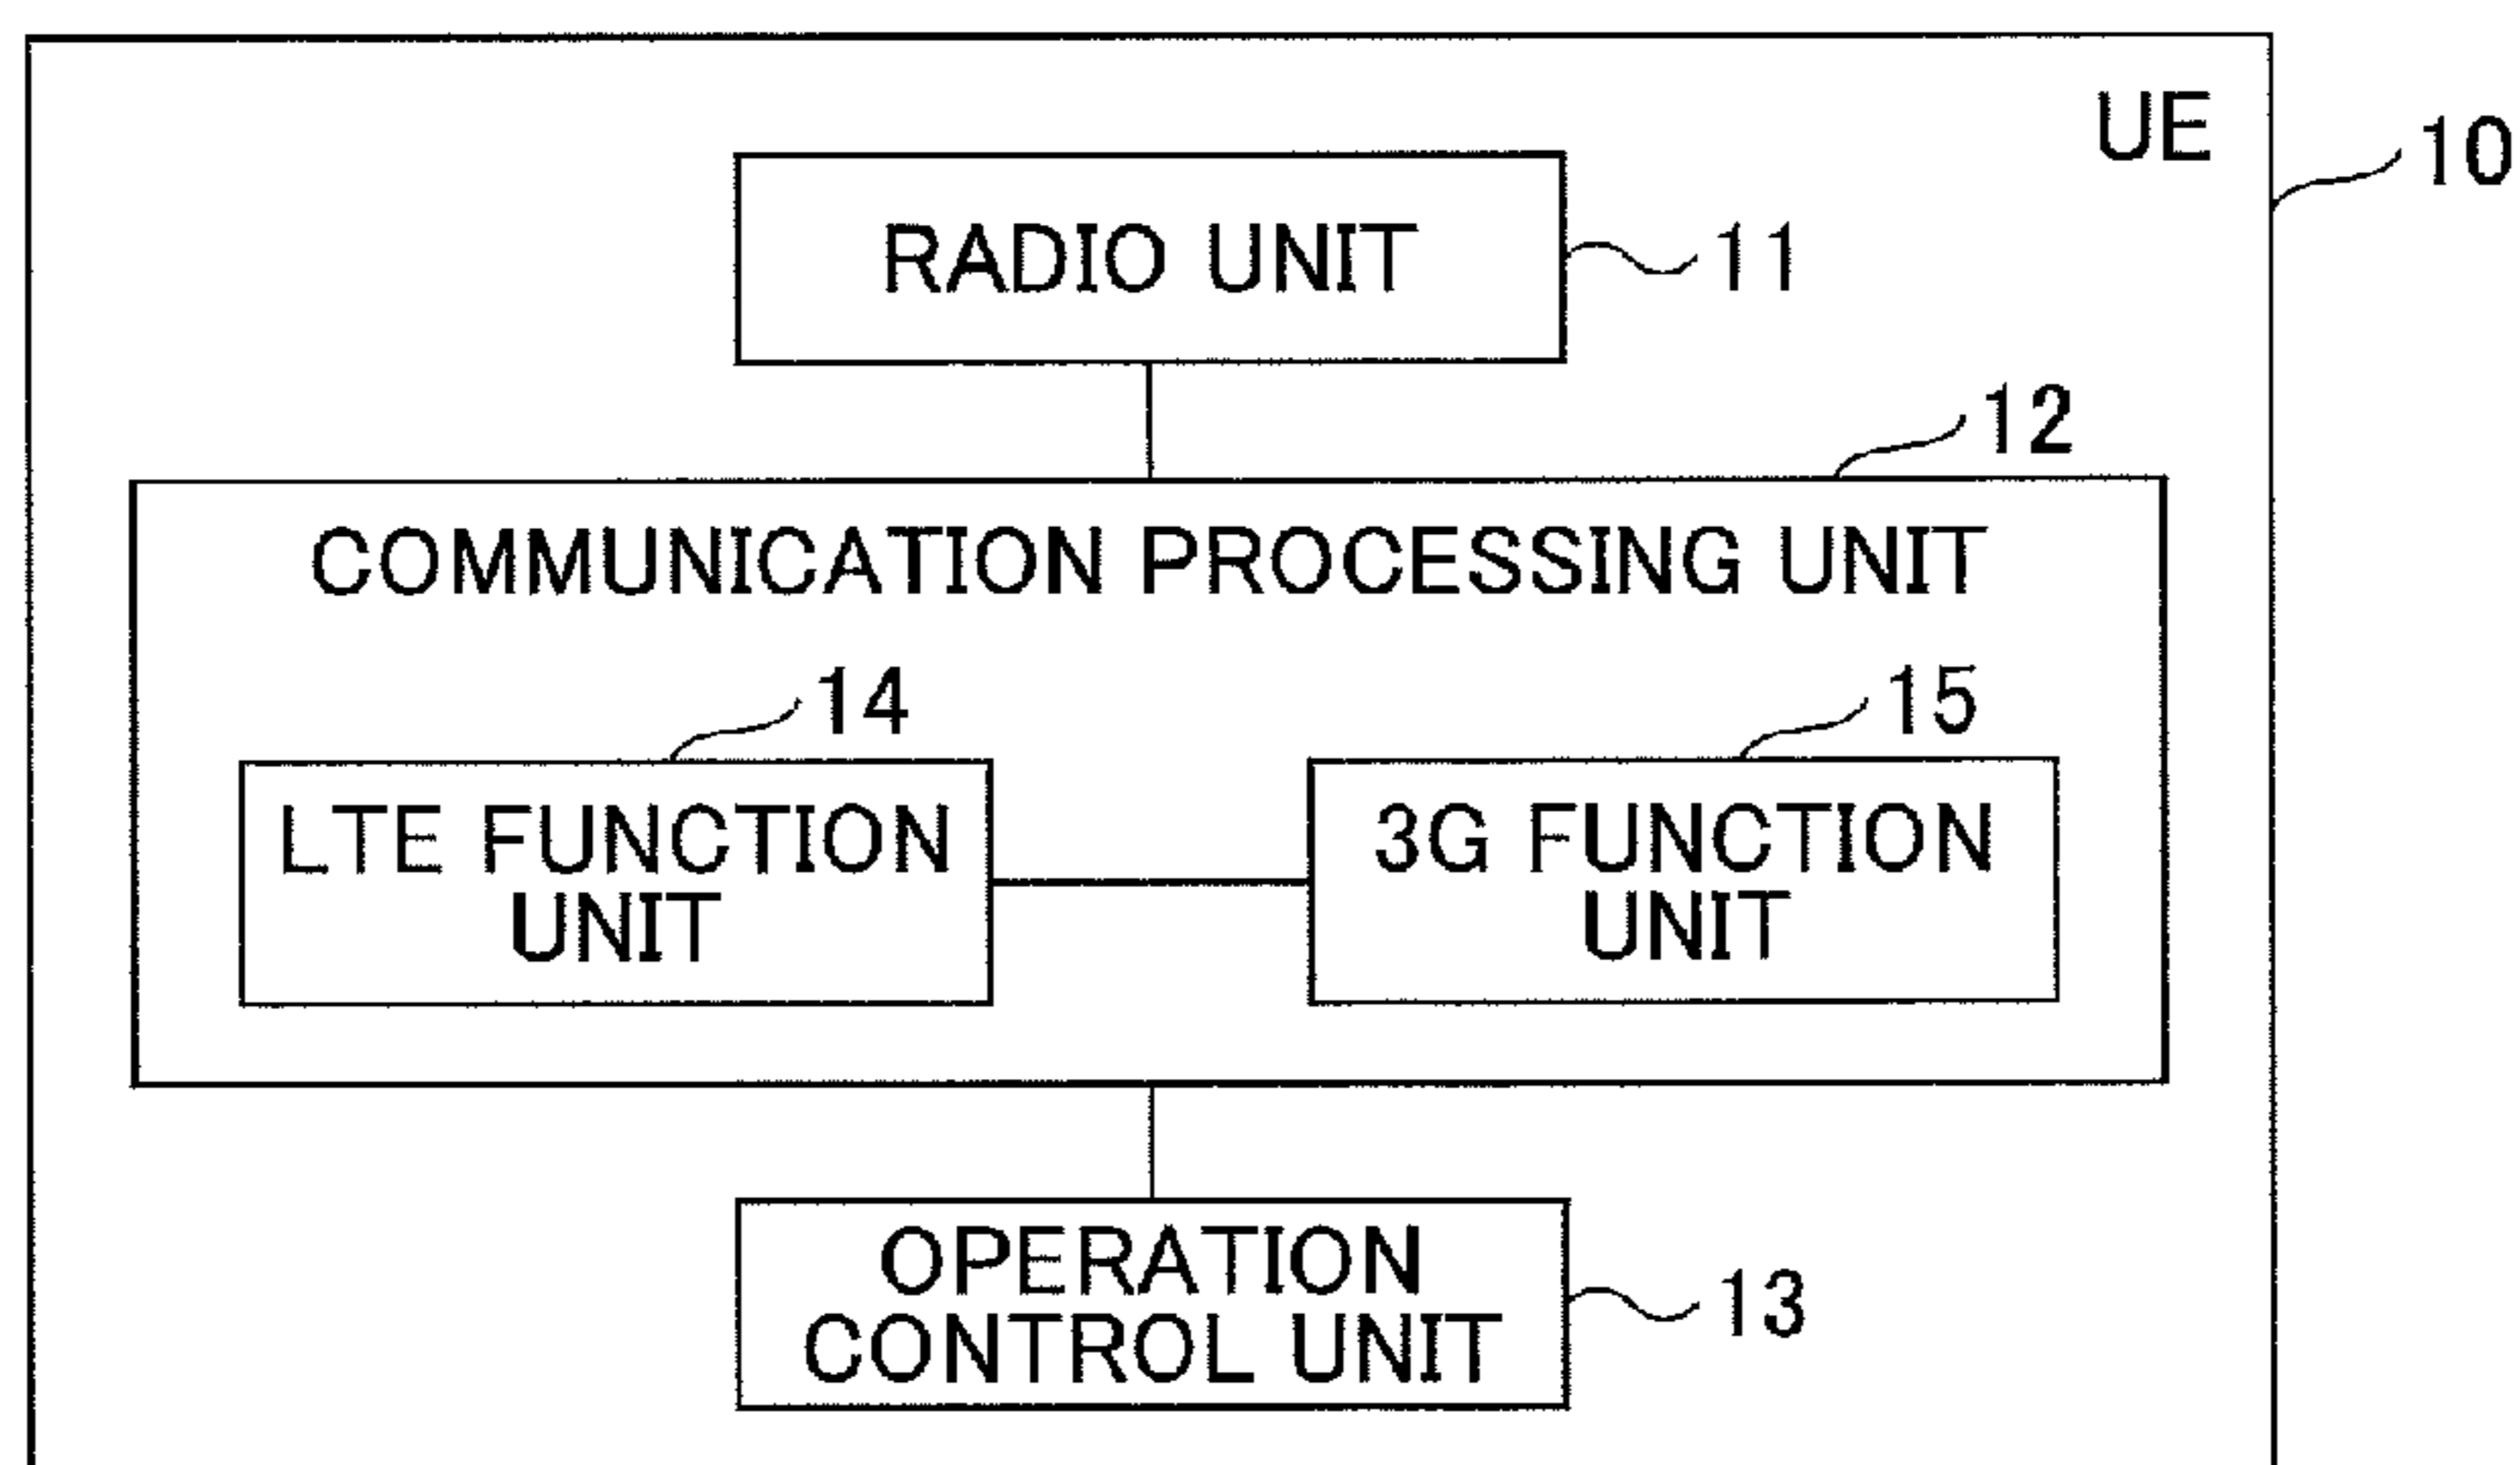 UE
10
RADIO UNIT
11
12
COMMUNICATION PROCESSING UNIT
14
15
LTE FUNCTION
UNIT
3G FUNCTION
UNIT
OPERATION
CONTROL UNIT
13